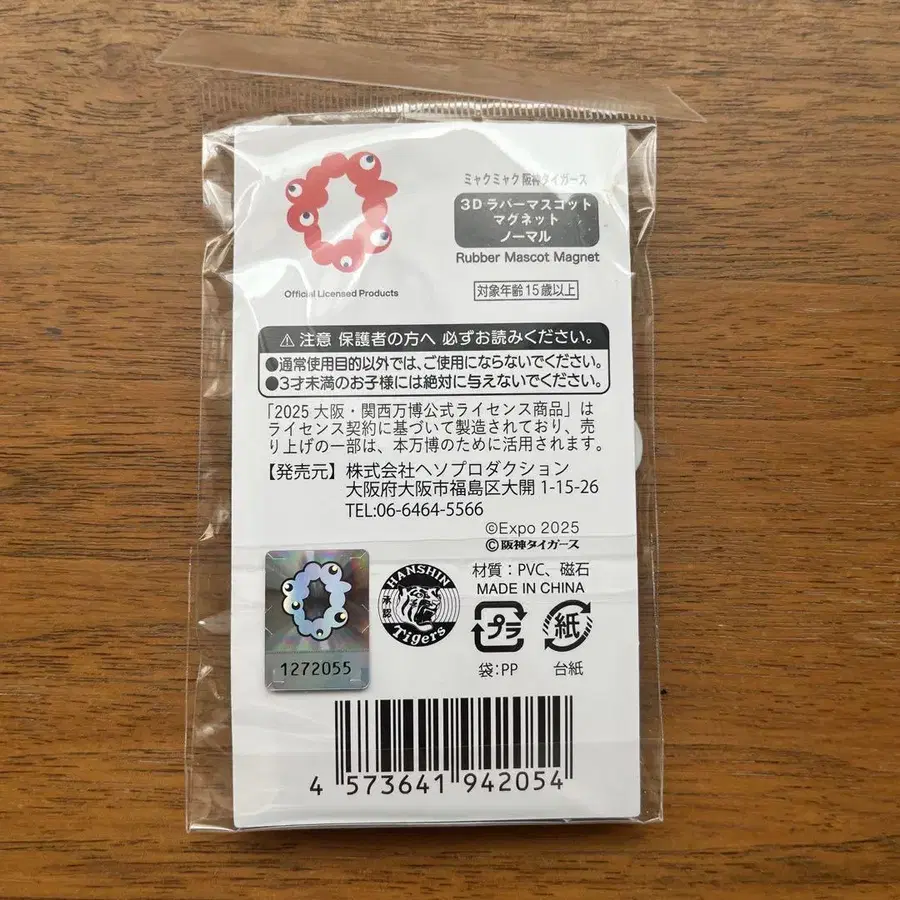 Official Licensed Products
ミャクミャク 阪神タイガース
3D ラバーマスコット
マグネット
ノーマル
Rubber Mascot Magnet
対象年齢15歳以上
⚠注意 保護者の方へ 必ずお読みください。
●通常使用目的以外では、ご使用にならないでください。
●3才未満のお子様には絶対に与えないでください。
「2025 大阪・関西万博公式ライセンス商品」は
ライセンス契約に基づいて製造されており、売
り上げの一部は、本万博のために活用されます。
【発売元】株式会社ヘソプロダクション
大阪府大阪市福島区大開 1-15-26
TEL:06-6464-5566
©Expo 2025
©阪神タイガース
1272055
HANSHIN
承認
Tigers
材質:PVC、磁石
MADE IN CHINA
プラ
紙
袋:PP
台紙
4 573641 942054